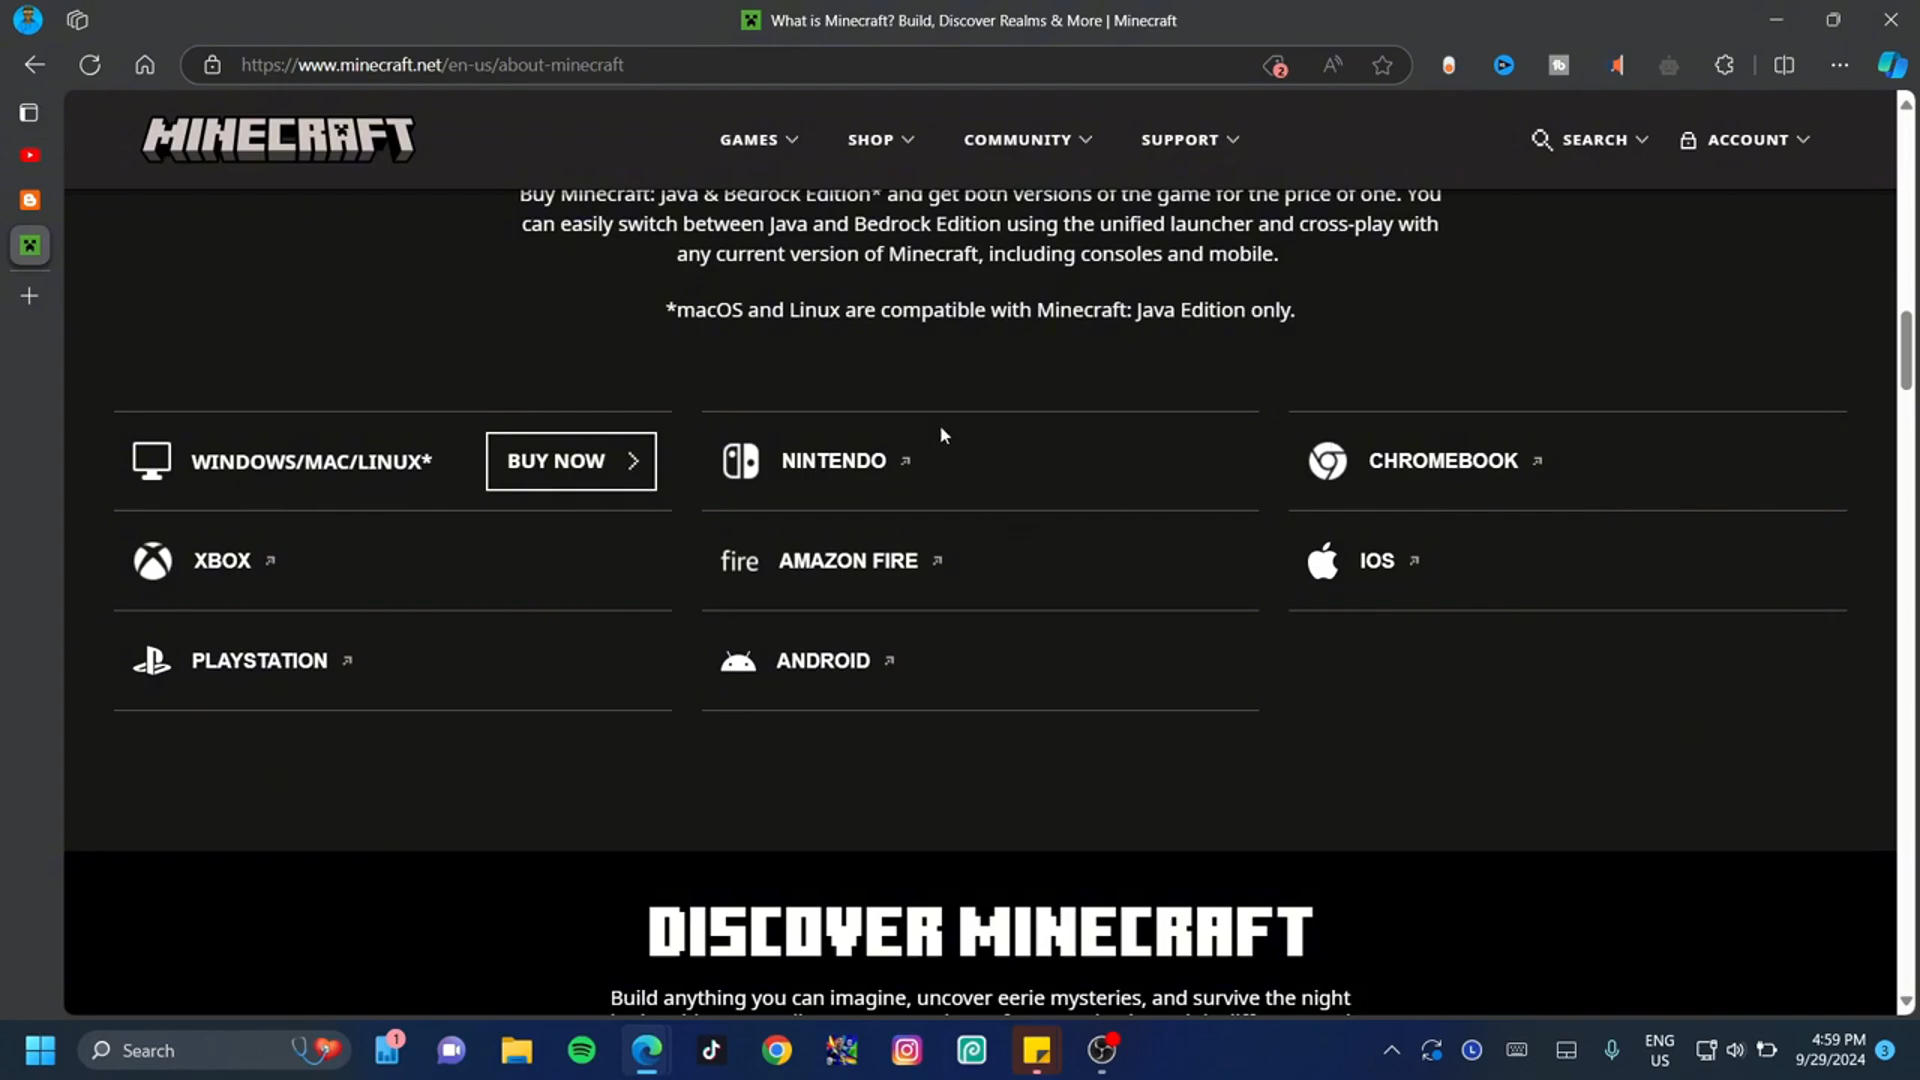 What is Minecraft? Build, Discover Realms & More | Minecraft
https://www.minecraft.net/en-us/about-minecraft
2
MINECRAFT
GAMES
SHOP
COMMUNITY
SUPPORT
SEARCH
ACCOUNT
Buy Minecraft: Java & Bedrock Edition* and get both versions of the game for the price of one. You
can easily switch between Java and Bedrock Edition using the unified launcher and cross-play with
any current version of Minecraft, including consoles and mobile.
*macOS and Linux are compatible with Minecraft: Java Edition only.
WINDOWS/MAC/LINUX*
BUY NOW
NINTENDO
CHROMEBOOK
XBOX
fire AMAZON FIRE
IOS
PLAYSTATION
ANDROID
DISCOVER MINECRAFT
Build anything you can imagine, uncover eerie mysteries, and survive the night
Search
1
ENG
US
4:59 PM
9/29/2024
3